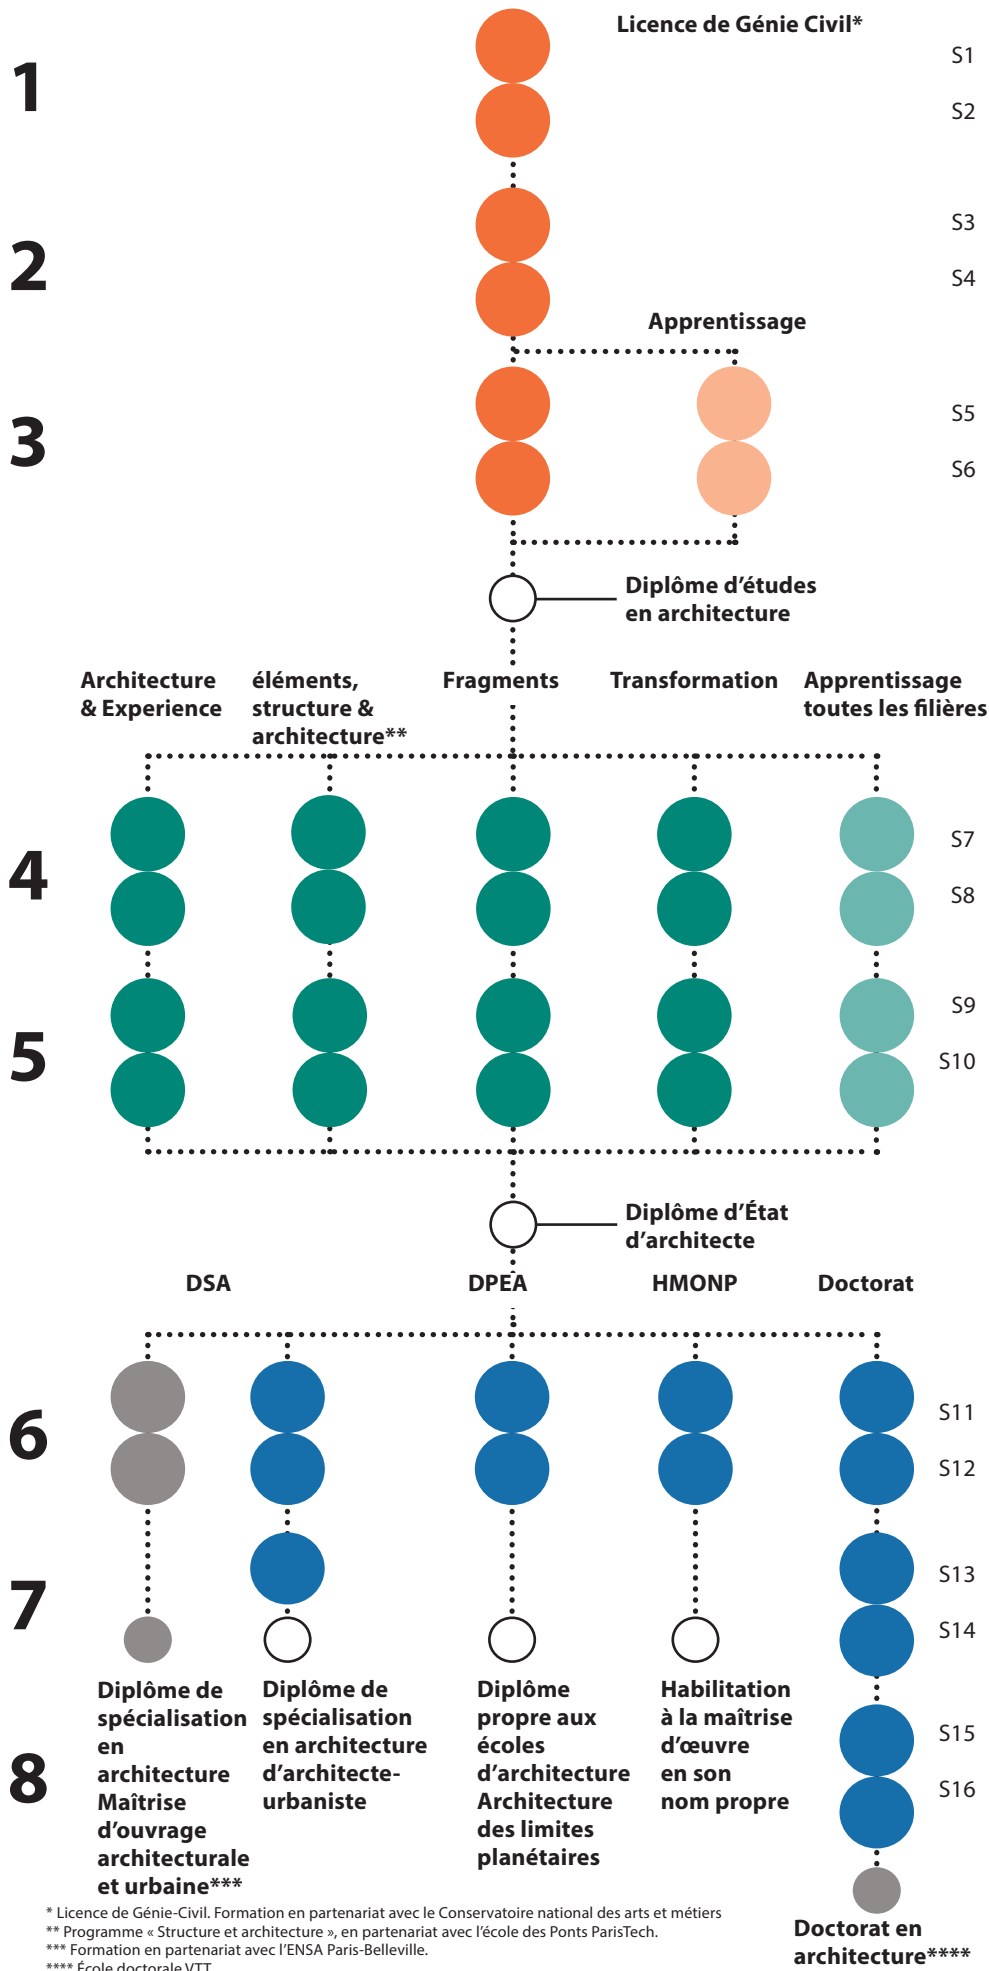 Licence de Génie Civil*
S1
1
S2
S3
2
S4
Apprentissage
S5
3
S6
Diplôme d'études
en architecture
Architecture
& Experience
éléments,
structure &
architecture**
Fragments
Transformation
Apprentissage
toutes les filières
S7
4
S8
S9
5
S10
Diplôme d'État
d'architecte
DSA
DPEA
HMONP
Doctorat
S11
6
S12
S13
7
S14
Diplôme de
spécialisation
en
architecture
Maîtrise
d'ouvrage
architecturale
et urbaine***
Diplôme de
spécialisation
en architecture
d'architecte-
urbaniste
Diplôme
propre aux
écoles
d'architecture
Architecture
des limites
planétaires
Habilitation
à la maîtrise
d'œuvre
en son
nom propre
S15
8
S16
Doctorat en
architecture****
* Licence de Génie-Civil. Formation en partenariat avec le Conservatoire national des arts et métiers
** Programme « Structure et architecture », en partenariat avec l'école des Ponts ParisTech.
*** Formation en partenariat avec l'ENSA Paris-Belleville.
**** École doctorale VTT